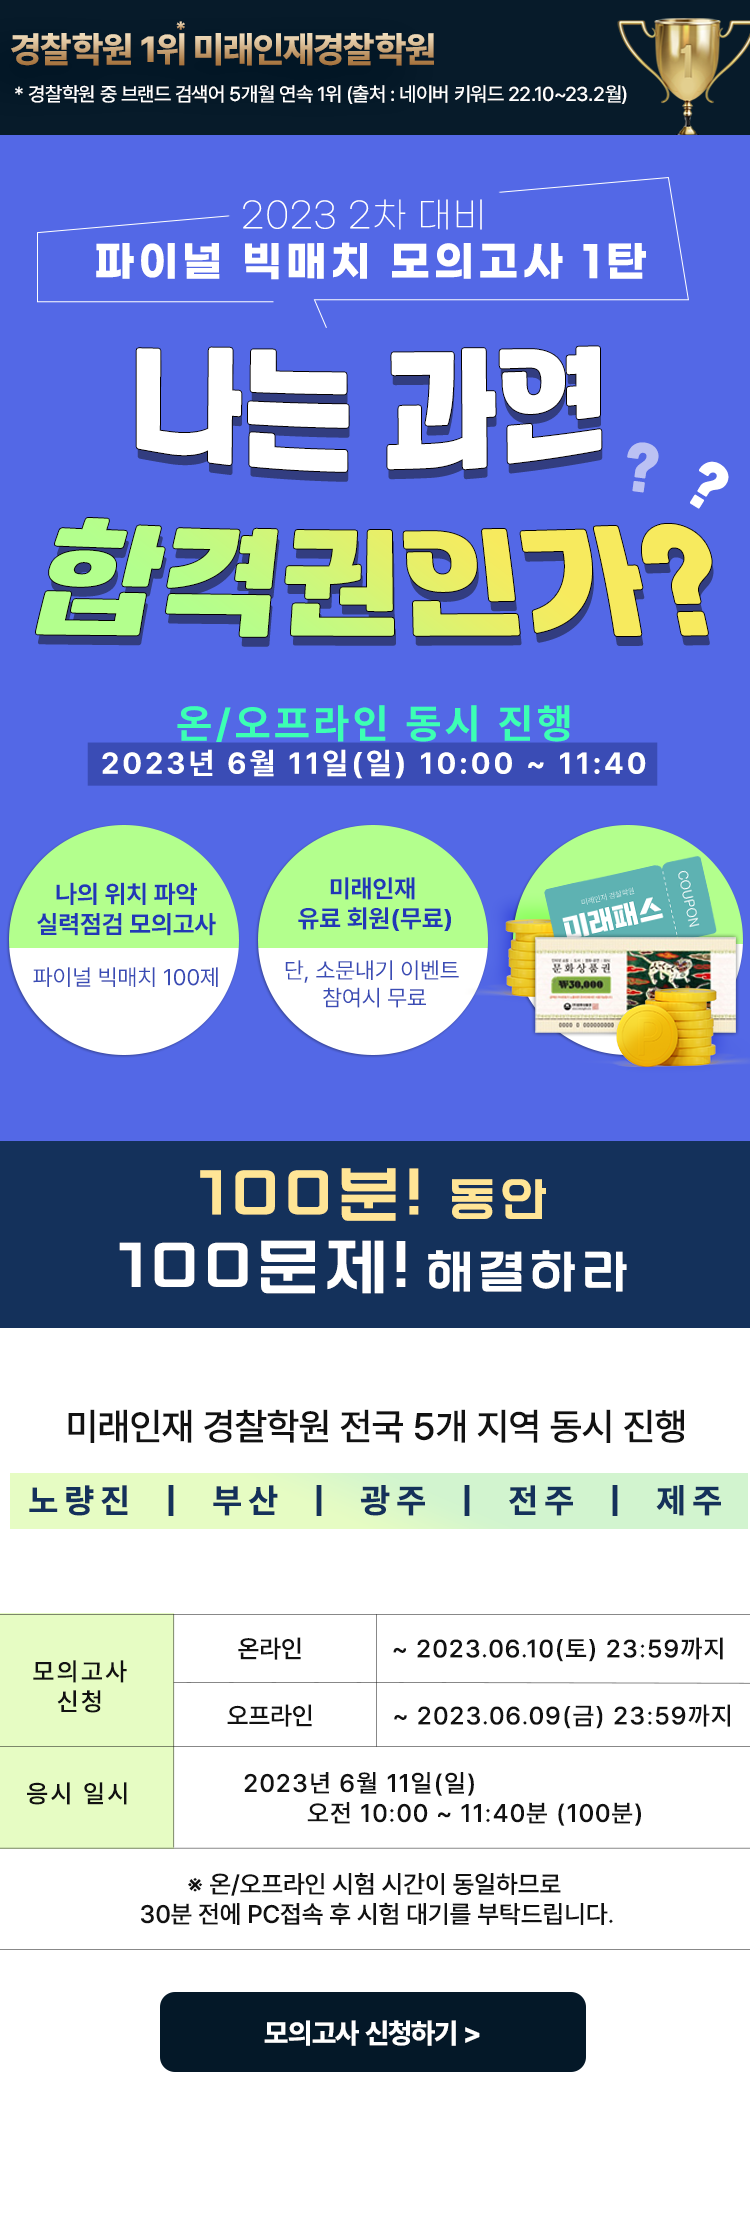 경찰학원 1위* 미래인재경찰학원
* 경찰학원 중 브랜드 검색어 5개월 연속 1위 (출처 : 네이버 키워드 22.10~23.2월)
1
2023 2차 대비
파이널 빅매치 모의고사 1탄
나는 과연
? ?
합격권인가?
온/오프라인 동시 진행
2023년 6월 11일(일) 10:00 ~ 11:40
나의 위치 파악
실력점검 모의고사
파이널 빅매치 100제
미래인재
유료 회원(무료)
단, 소문내기 이벤트
참여시 무료
미래인재 경찰학원
미래패스
COUPON
문화상품권
₩30,000
0000 0 000000000
P
100분! 동안
100문제! 해결하라
미래인재 경찰학원 전국 5개 지역 동시 진행
노량진 | 부산 | 광주 | 전주 | 제주
모의고사
신청
온라인
~ 2023.06.10(토) 23:59까지
오프라인
~ 2023.06.09(금) 23:59까지
응시 일시
2023년 6월 11일(일)
오전 10:00 ~ 11:40분 (100분)
※ 온/오프라인 시험 시간이 동일하므로
30분 전에 PC접속 후 시험 대기를 부탁드립니다.
모의고사 신청하기 >